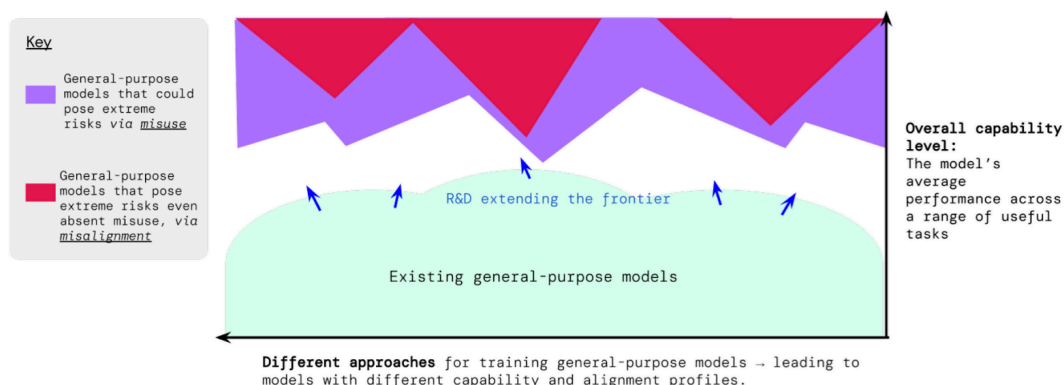 Key
General-purpose
models that could
pose extreme
risks via misuse
General-purpose
models that pose
extreme risks even
absent misuse, via
misalignment
R&D extending the frontier
Existing general-purpose models
Overall capability
level:
The model's
average
performance across
a range of useful
tasks
Different approaches for training general-purpose models → leading to
models with different capability and alignment profiles.